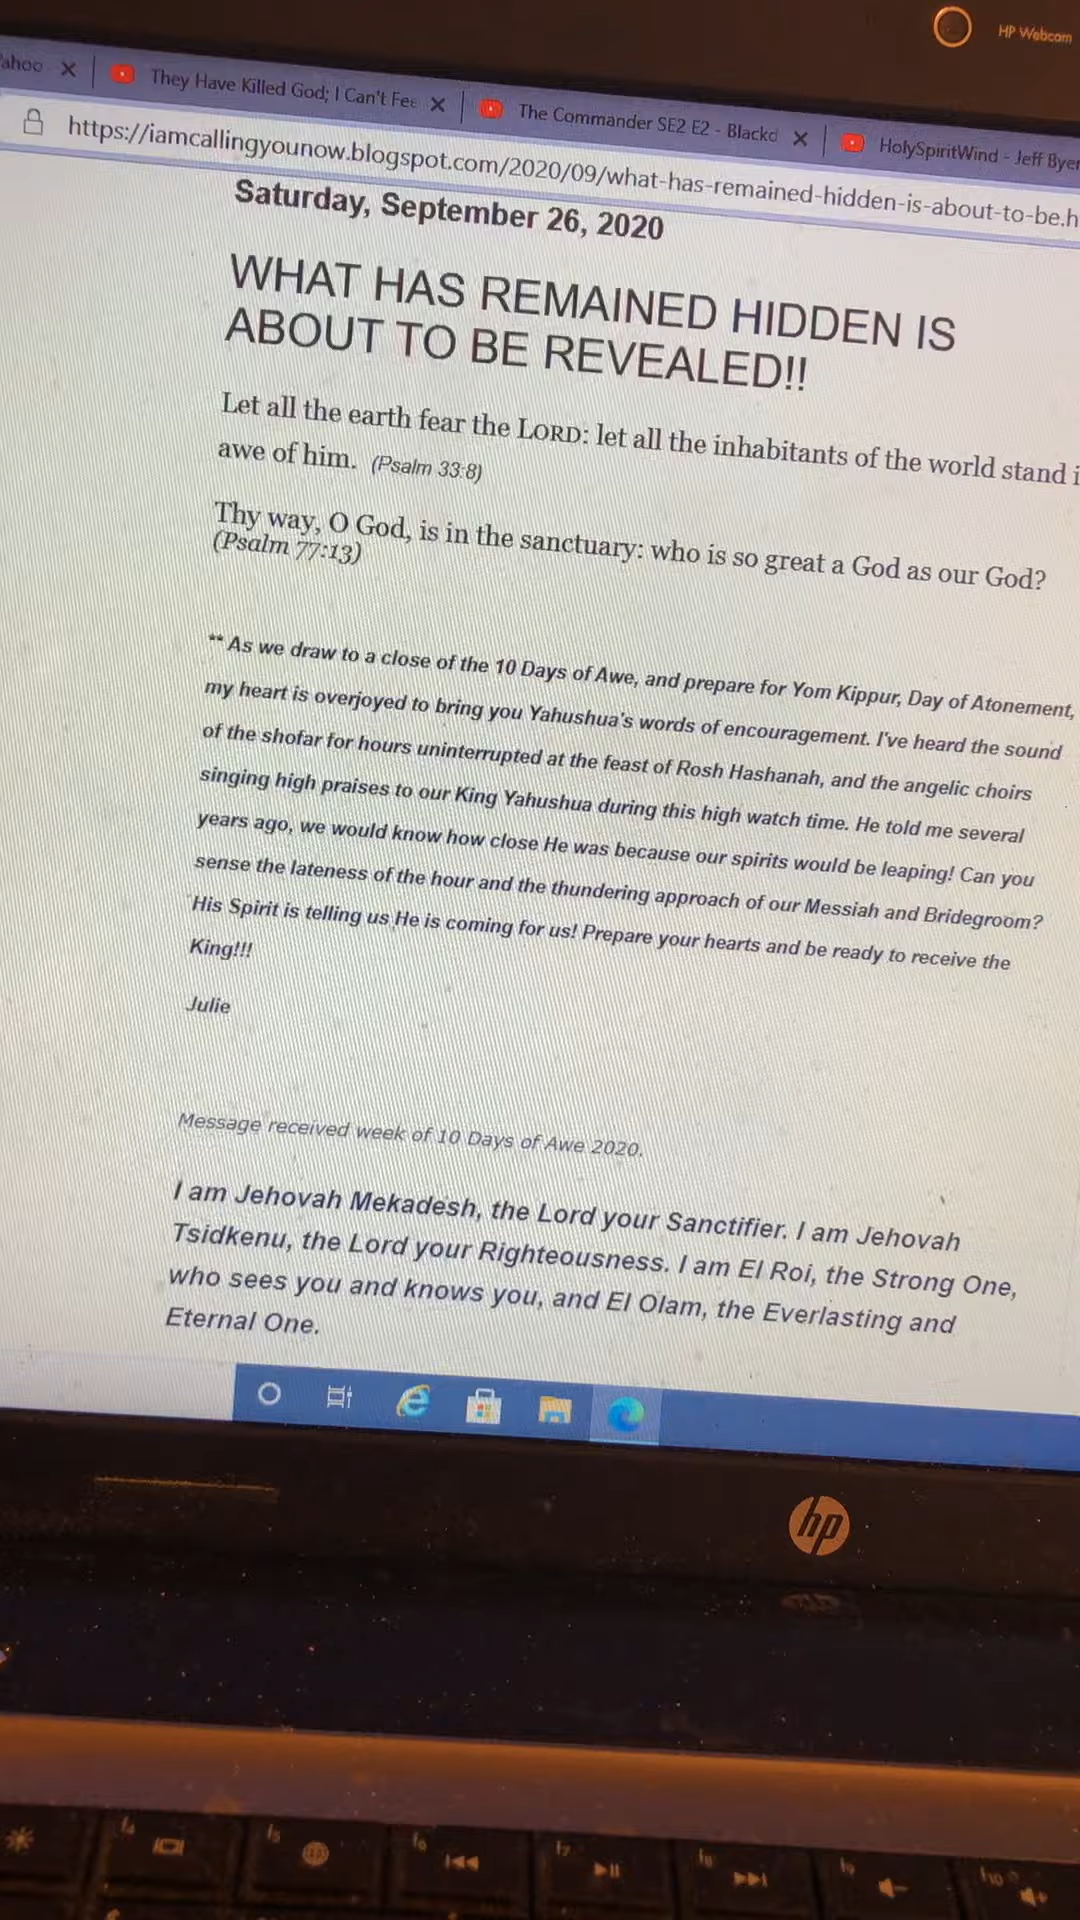 HP Webcam
ahoo
They Have Killed God; I Can't Fee
The Commander SE2 E2 - Blackd
HolySpiritWind - Jeff Byer
https://iamcallingyounow.blogspot.com/2020/09/what-has-remained-hidden-is-about-to-be.h
Saturday, September 26, 2020
WHAT HAS REMAINED HIDDEN IS
ABOUT TO BE REVEALED!!
Let all the earth fear the LORD: let all the inhabitants of the world stand i
awe of him. (Psalm 33:8)
Thy way, O God, is in the sanctuary: who is so great a God as our God?
(Psalm 77:13)
** As we draw to a close of the 10 Days of Awe, and prepare for Yom Kippur, Day of Atonement,
my heart is overjoyed to bring you Yahushua's words of encouragement. I've heard the sound
of the shofar for hours uninterrupted at the feast of Rosh Hashanah, and the angelic choirs
singing high praises to our King Yahushua during this high watch time. He told me several
years ago, we would know how close He was because our spirits would be leaping! Can you
sense the lateness of the hour and the thundering approach of our Messiah and Bridegroom?
His Spirit is telling us He is coming for us! Prepare your hearts and be ready to receive the
King!!!
Julie
Message received week of 10 Days of Awe 2020.
I am Jehovah Mekadesh, the Lord your Sanctifier. I am Jehovah
Tsidkenu, the Lord your Righteousness. I am El Roi, the Strong One,
who sees you and knows you, and El Olam, the Everlasting and
Eternal One.
hp
f4
f5
f6
f7
f8
f9
f10